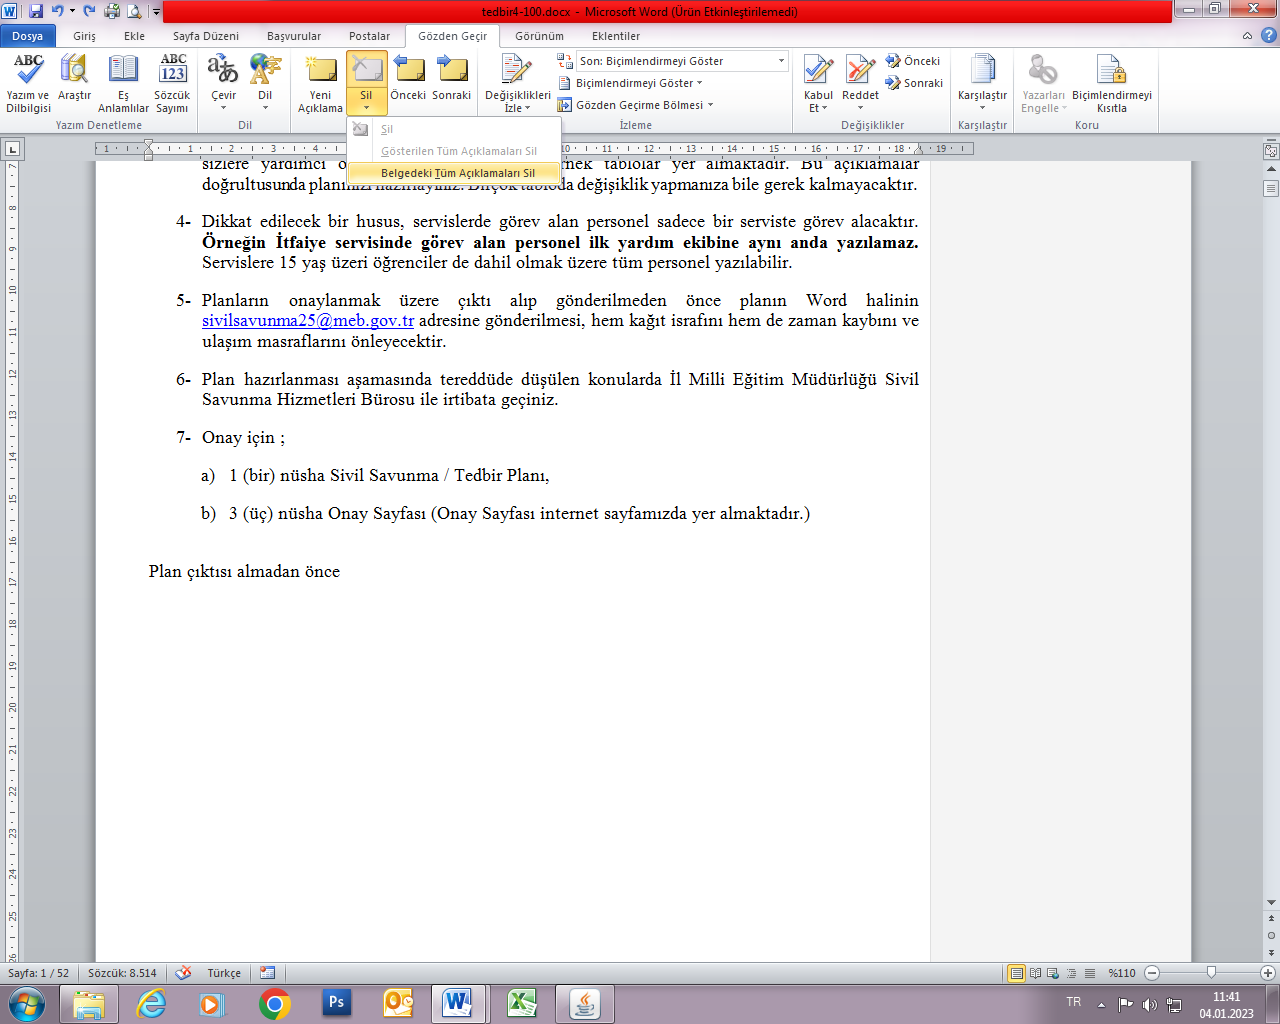 tedbir4-100.docx - Microsoft Word (Ürün Etkinleştirilemedi)
Dosya Giriş Ekle Sayfa Düzeni Başvurular Postalar Gözden Geçir Görünüm Eklentiler
Yazım ve Dilbilgisi
Araştır
Eş Anlamlılar
Sözcük Sayımı
Çevir
Dil
Yeni Açıklama
Sil
Önceki
Sonraki
Değişiklikleri İzle
Son: Biçimlendirmeyi Göster
Biçimlendirmeyi Göster
Gözden Geçirme Bölmesi
Kabul Et
Reddet
Önceki
Sonraki
Karşılaştır
Yazarları Engelle
Biçimlendirmeyi Kısıtla
Yazım Denetleme Dil İzleme Değişiklikler Karşılaştır Koru
Sil
Gösterilen Tüm Açıklamaları Sil
Belgedeki Tüm Açıklamaları Sil
sizlere yardımcı tablolar yer almaktadır. Bu açıklamalar
doğrultusunda değişiklik yapmanıza bile gerek kalmayacaktır.
4- Dikkat edilecek bir husus, servislerde görev alan personel sadece bir serviste görev alacaktır.
Örneğin İtfaiye servisinde görev alan personel ilk yardım ekibine aynı anda yazılamaz.
Servislere 15 yaş üzeri öğrenciler de dahil olmak üzere tüm personel yazılabilir.
5- Planların onaylanmak üzere çıktı alıp gönderilmeden önce planın Word halinin
sivilsavunma25@meb.gov.tr adresine gönderilmesi, hem kağıt israfını hem de zaman kaybını ve
ulaşım masraflarını önleyecektir.
6- Plan hazırlanması aşamasında tereddüde düşülen konularda İl Milli Eğitim Müdürlüğü Sivil
Savunma Hizmetleri Bürosu ile irtibata geçiniz.
7- Onay için ;
a) 1 (bir) nüsha Sivil Savunma / Tedbir Planı,
b) 3 (üç) nüsha Onay Sayfası (Onay Sayfası internet sayfamızda yer almaktadır.)
Plan çıktısı almadan önce
Sayfa: 1 / 52 Sözcük: 8.514 Türkçe %110
TR 11:41
04.01.2023